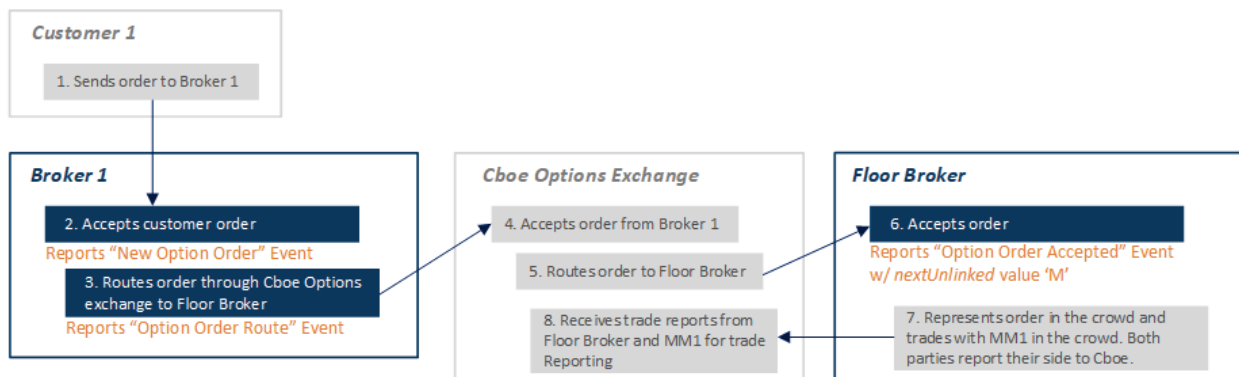 Customer 1
1. Sends order to Broker 1
Broker 1
2. Accepts customer order
Reports “New Option Order” Event
3. Routes order through Cboe Options
exchange to Floor Broker
Reports “Option Order Route” Event
Cboe Options Exchange
4. Accepts order from Broker 1
5. Routes order to Floor Broker
8. Receives trade reports from
Floor Broker and MM1 for trade
Reporting
Floor Broker
6. Accepts order
Reports “Option Order Accepted” Event
w/ nextUnlinked value ‘M’
7. Represents order in the crowd and
trades with MM1 in the crowd. Both
parties report their side to Cboe.